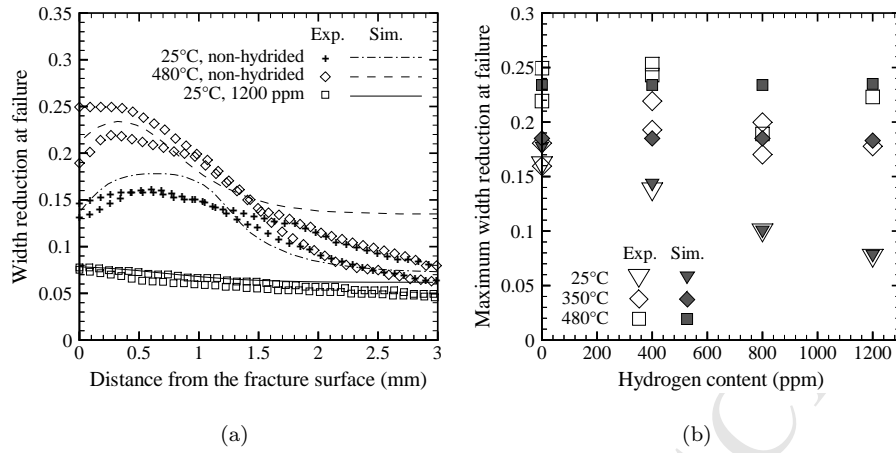 0.35
0.3
0.25
0.2
0.15
0.1
0.05
0
0 0.5 1 1.5 2 2.5 3
Width reduction at failure
Distance from the fracture surface (mm)
Exp. Sim.
25°C, non-hydrided
480°C, non-hydrided
25°C, 1200 ppm
(a)
0.3
0.25
0.2
0.15
0.1
0.05
0
0 200 400 600 800 1000 1200
Maximum width reduction at failure
Hydrogen content (ppm)
Exp. Sim.
25°C
350°C
480°C
(b)